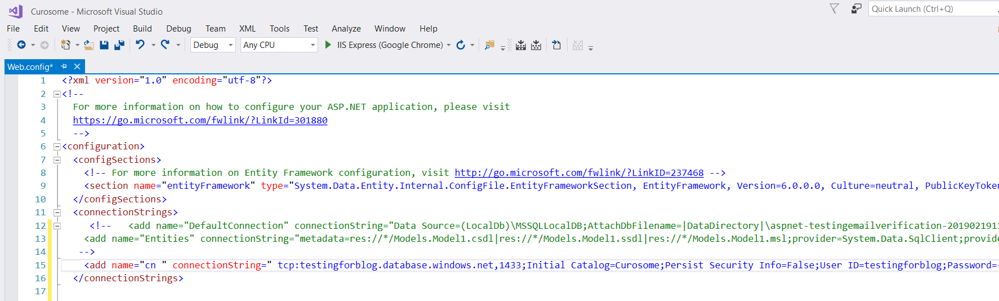 Curosome - Microsoft Visual Studio
Quick Launch (Ctrl+Q)
File Edit View Project Build Debug Team XML Tools Test Analyze Window Help
Debug Any CPU IIS Express (Google Chrome)
Web.config*
1 <?xml version="1.0" encoding="utf-8"?>
2 <!--
3 For more information on how to configure your ASP.NET application, please visit
4 https://go.microsoft.com/fwlink/?LinkId=301880
5 -->
6 <configuration>
7 <configSections>
8 <!-- For more information on Entity Framework configuration, visit http://go.microsoft.com/fwlink/?LinkID=237468 -->
9 <section name="entityFramework" type="System.Data.Entity.Internal.ConfigFile.EntityFrameworkSection, EntityFramework, Version=6.0.0.0, Culture=neutral, PublicKeyToken
10 </configSections>
11 <connectionStrings>
12 <!-- <add name="DefaultConnection" connectionString="Data Source=(LocalDb)\MSSQLLocalDB;AttachDbFilename=|DataDirectory|\aspnet-testingemailverification-2019021911
13 <add name="Entities" connectionString="metadata=res://*/Models.Model1.csdl|res://*/Models.Model1.ssdl|res://*/Models.Model1.msl;provider=System.Data.SqlClient;provide
14 -->
15 <add name="cn " connectionString=" tcp:testingforblog.database.windows.net,1433;Initial Catalog=Curosome;Persist Security Info=False;User ID=testingforblog;Password=-
16 </connectionStrings>
17